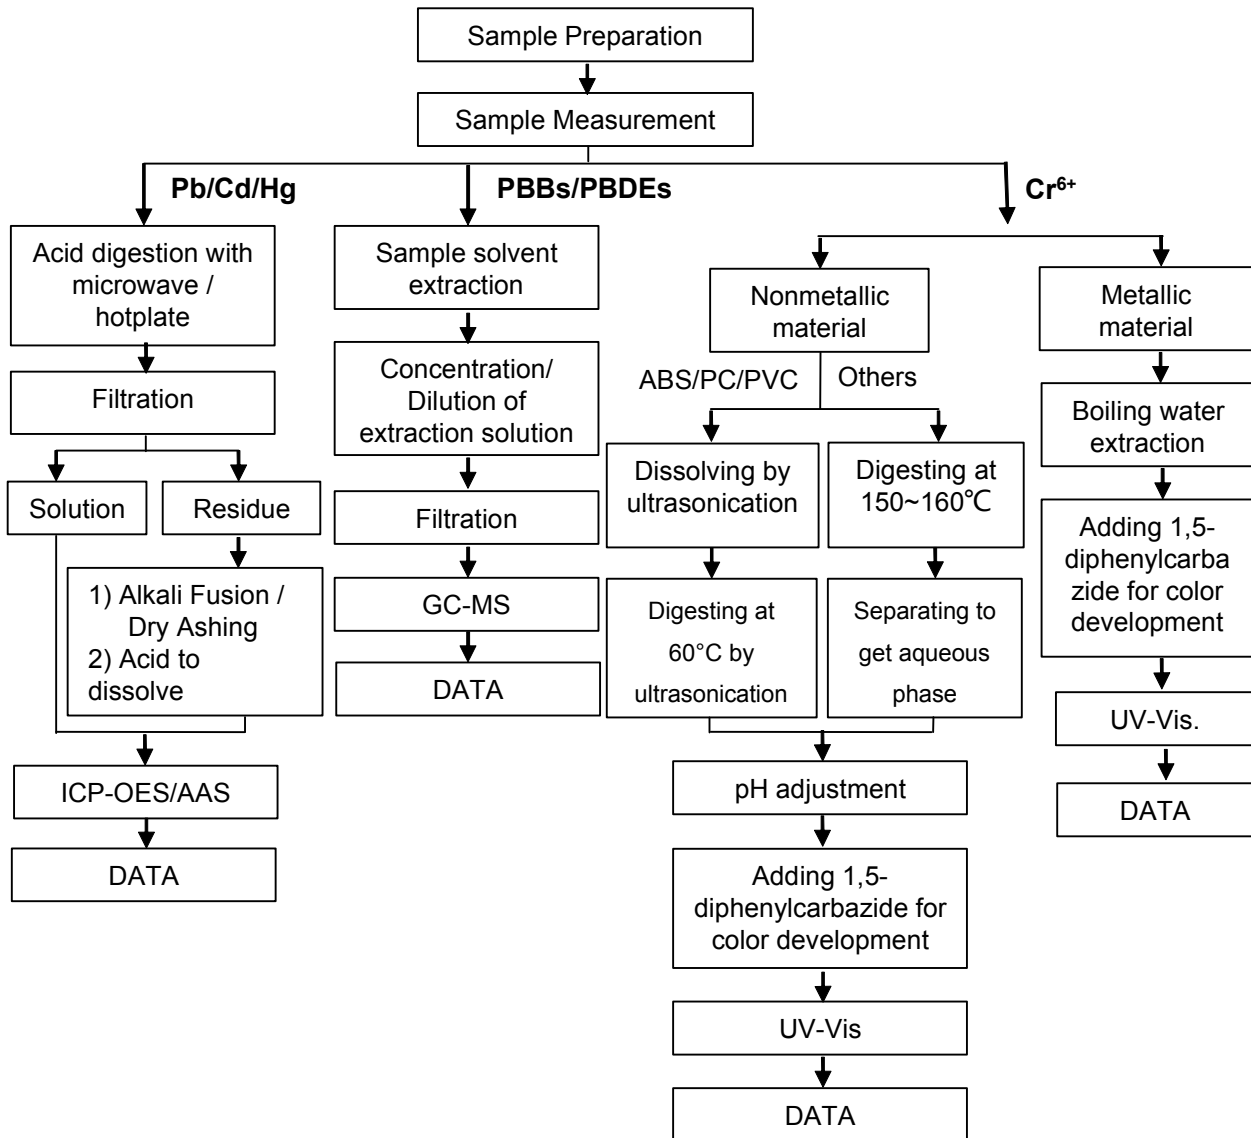 Sample Preparation
Sample Measurement
Pb/Cd/Hg
PBBs/PBDEs
Cr⁶⁺
Acid digestion with
microwave /
hotplate
Filtration
Solution
Residue
1) Alkali Fusion /
Dry Ashing
2) Acid to
dissolve
ICP-OES/AAS
DATA
Sample solvent
extraction
Concentration/
Dilution of
extraction solution
Filtration
GC-MS
DATA
Nonmetallic
material
ABS/PC/PVC
Others
Dissolving by
ultrasonication
Digesting at
60°C by
ultrasonication
Digesting at
150~160℃
Separating to
get aqueous
phase
pH adjustment
Adding 1,5-
diphenylcarbazide for
color development
UV-Vis
DATA
Metallic
material
Boiling water
extraction
Adding 1,5-
diphenylcarba
zide for color
development
UV-Vis.
DATA